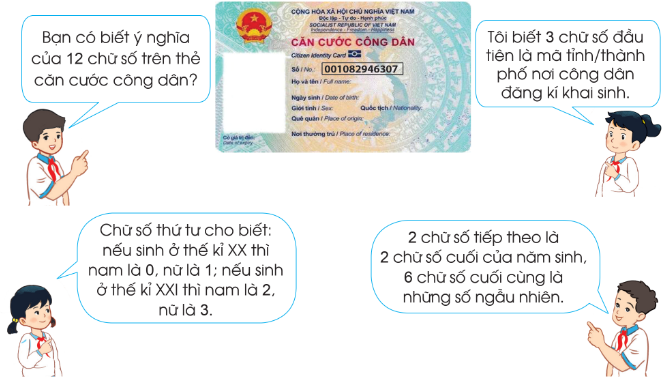 Bạn có biết ý nghĩa
của 12 chữ số trên thẻ
căn cước công dân?
CỘNG HÒA XÃ HỘI CHỦ NGHĨA VIỆT NAM
Độc lập - Tự do - Hạnh phúc
SOCIALIST REPUBLIC OF VIET NAM
Independence - Freedom - Happiness
CĂN CƯỚC CÔNG DÂN
Citizen Identity Card
Số / No.: 001082946307
Họ và tên / Full name:
Ngày sinh / Date of birth:
Giới tính / Sex: Quốc tịch / Nationality:
Quê quán / Place of origin:
Nơi thường trú / Place of residence:
Có giá trị đến:
Date of expiry
Tôi biết 3 chữ số đầu
tiên là mã tỉnh/thành
phố nơi công dân
đăng kí khai sinh.
Chữ số thứ tư cho biết:
nếu sinh ở thế kỉ XX thì
nam là 0, nữ là 1; nếu sinh
ở thế kỉ XXI thì nam là 2,
nữ là 3.
2 chữ số tiếp theo là
2 chữ số cuối của năm sinh,
6 chữ số cuối cùng là
những số ngẫu nhiên.